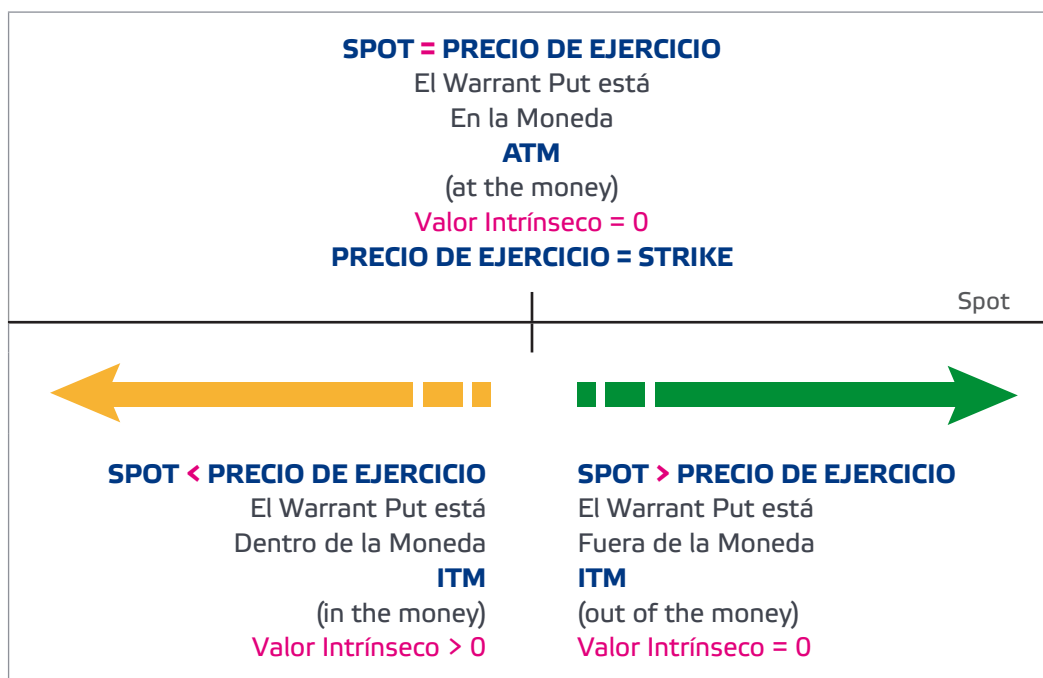 SPOT = PRECIO DE EJERCICIO
El Warrant Put está
En la Moneda
ATM
(at the money)
Valor Intrínseco = 0
PRECIO DE EJERCICIO = STRIKE
Spot
SPOT < PRECIO DE EJERCICIO
El Warrant Put está
Dentro de la Moneda
ITM
(in the money)
Valor Intrínseco > 0
SPOT > PRECIO DE EJERCICIO
El Warrant Put está
Fuera de la Moneda
ITM
(out of the money)
Valor Intrínseco = 0